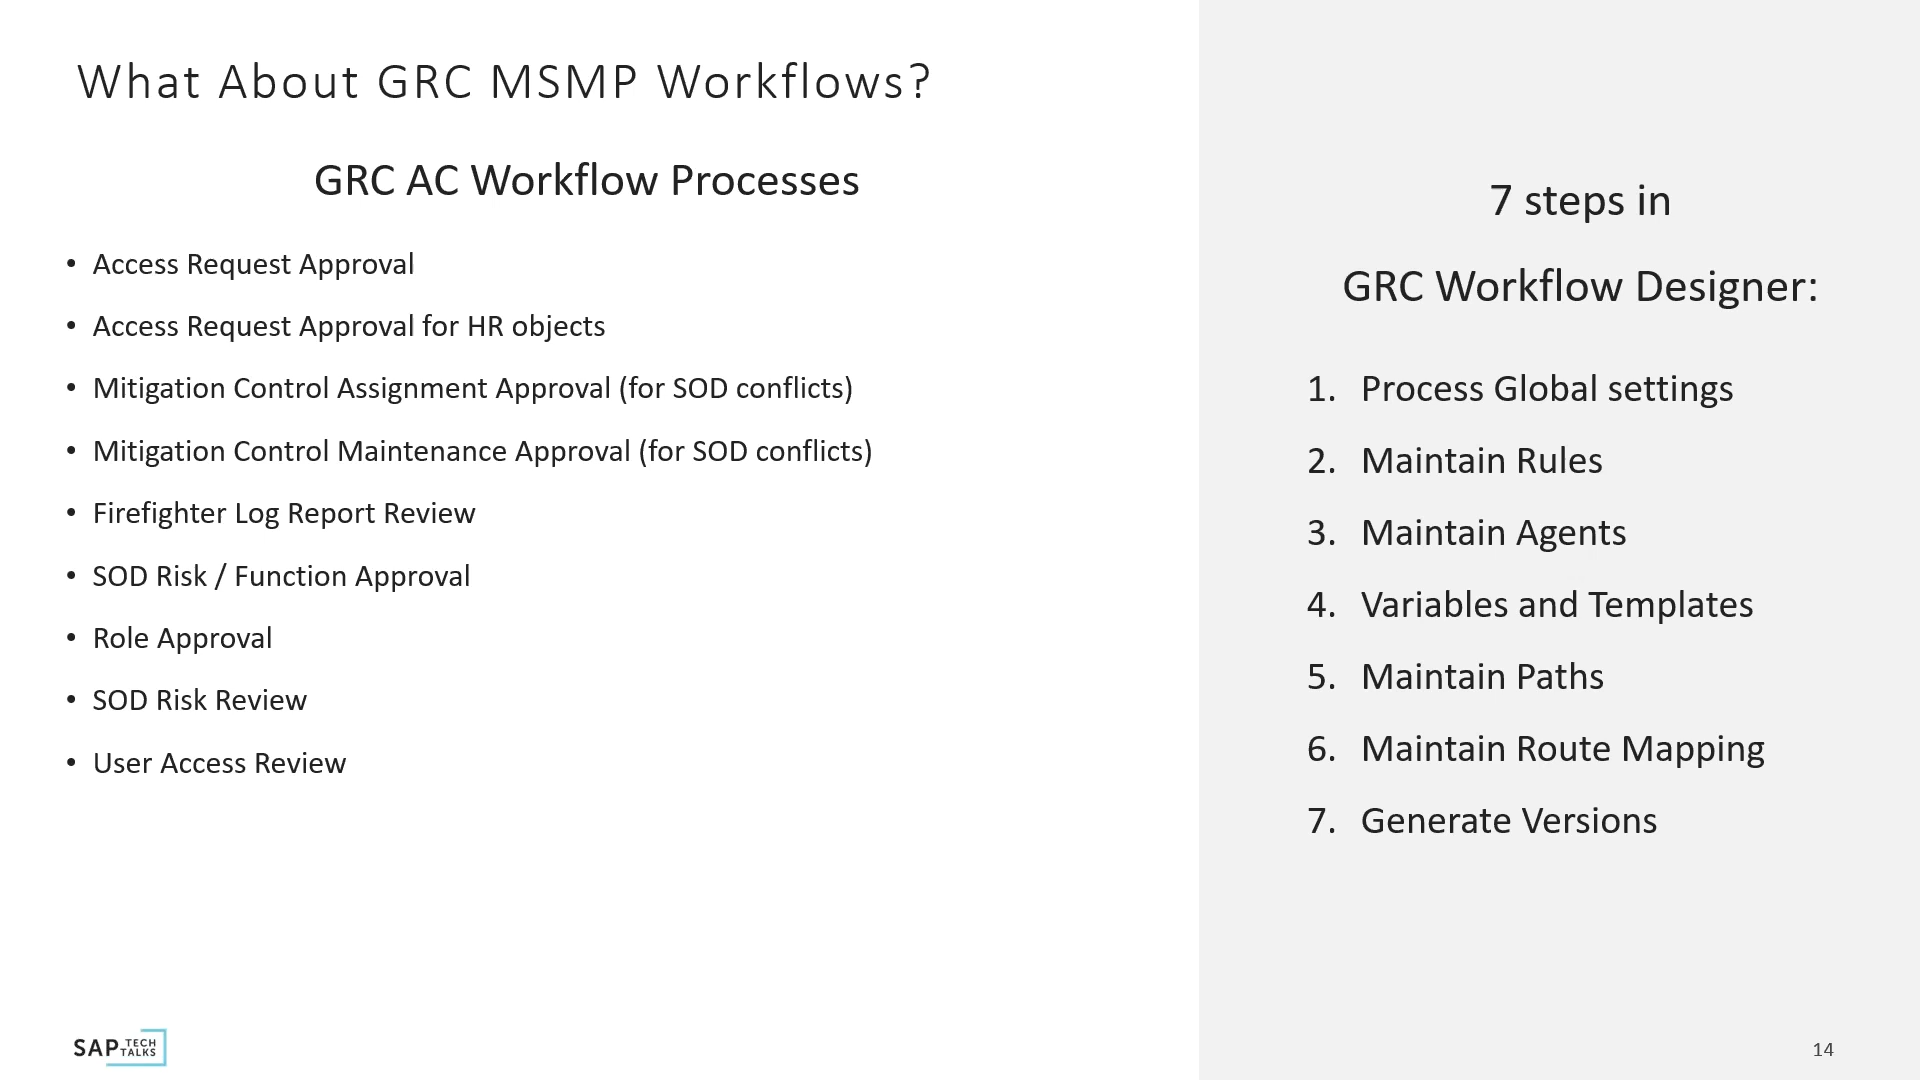 What About GRC MSMP Workflows?
GRC AC Workflow Processes
• Access Request Approval
• Access Request Approval for HR objects
• Mitigation Control Assignment Approval (for SOD conflicts)
• Mitigation Control Maintenance Approval (for SOD conflicts)
• Firefighter Log Report Review
• SOD Risk / Function Approval
• Role Approval
• SOD Risk Review
• User Access Review
7 steps in
GRC Workflow Designer:
1. Process Global settings
2. Maintain Rules
3. Maintain Agents
4. Variables and Templates
5. Maintain Paths
6. Maintain Route Mapping
7. Generate Versions
SAP TECH
TALKS
14